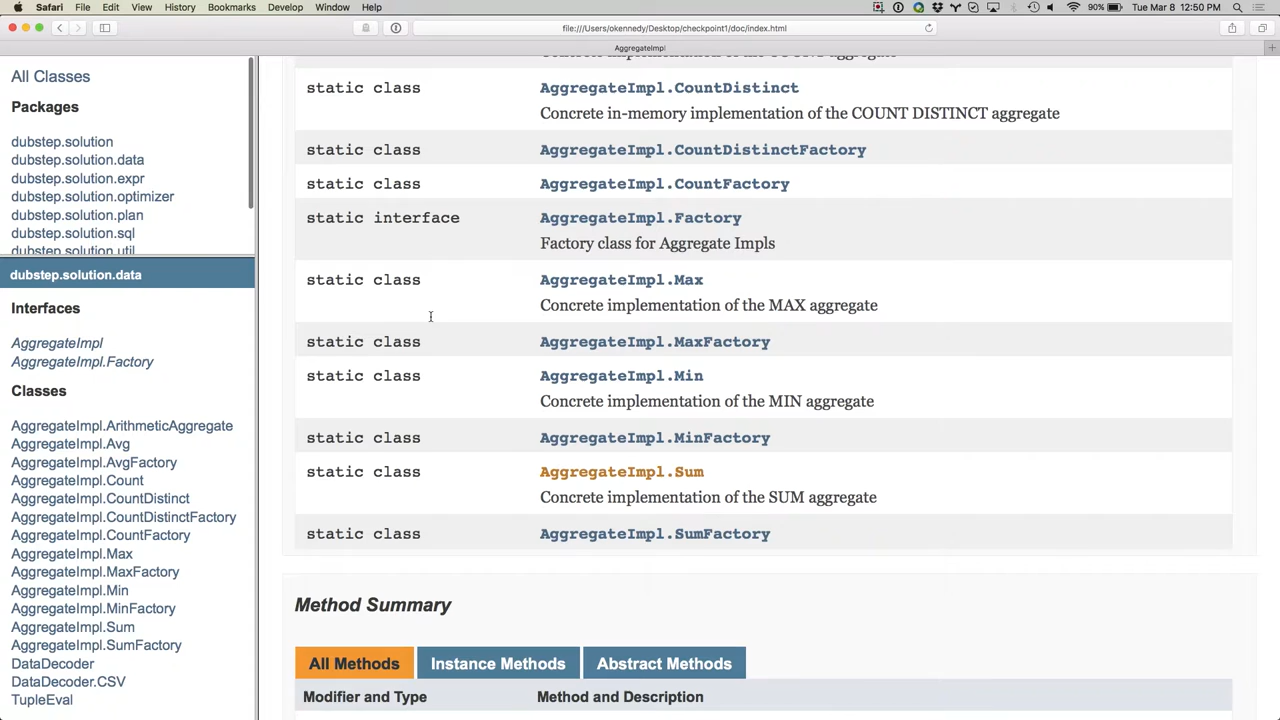 Safari File Edit View History Bookmarks Develop Window Help
90% Tue Mar 8 12:50 PM
file:///Users/okennedy/Desktop/checkpoint1/doc/index.html
AggregateImpl
All Classes
Packages
dubstep.solution
dubstep.solution.data
dubstep.solution.expr
dubstep.solution.optimizer
dubstep.solution.plan
dubstep.solution.sql
dubstep.solution.util
dubstep.solution.data
Interfaces
AggregateImpl
AggregateImpl.Factory
Classes
AggregateImpl.ArithmeticAggregate
AggregateImpl.Avg
AggregateImpl.AvgFactory
AggregateImpl.Count
AggregateImpl.CountDistinct
AggregateImpl.CountDistinctFactory
AggregateImpl.CountFactory
AggregateImpl.Max
AggregateImpl.MaxFactory
AggregateImpl.Min
AggregateImpl.MinFactory
AggregateImpl.Sum
AggregateImpl.SumFactory
DataDecoder
DataDecoder.CSV
TupleEval
static class AggregateImpl.CountDistinct
Concrete in-memory implementation of the COUNT DISTINCT aggregate
static class AggregateImpl.CountDistinctFactory
static class AggregateImpl.CountFactory
static interface AggregateImpl.Factory
Factory class for Aggregate Impls
static class AggregateImpl.Max
Concrete implementation of the MAX aggregate
static class AggregateImpl.MaxFactory
static class AggregateImpl.Min
Concrete implementation of the MIN aggregate
static class AggregateImpl.MinFactory
static class AggregateImpl.Sum
Concrete implementation of the SUM aggregate
static class AggregateImpl.SumFactory
Method Summary
All Methods Instance Methods Abstract Methods
Modifier and Type Method and Description